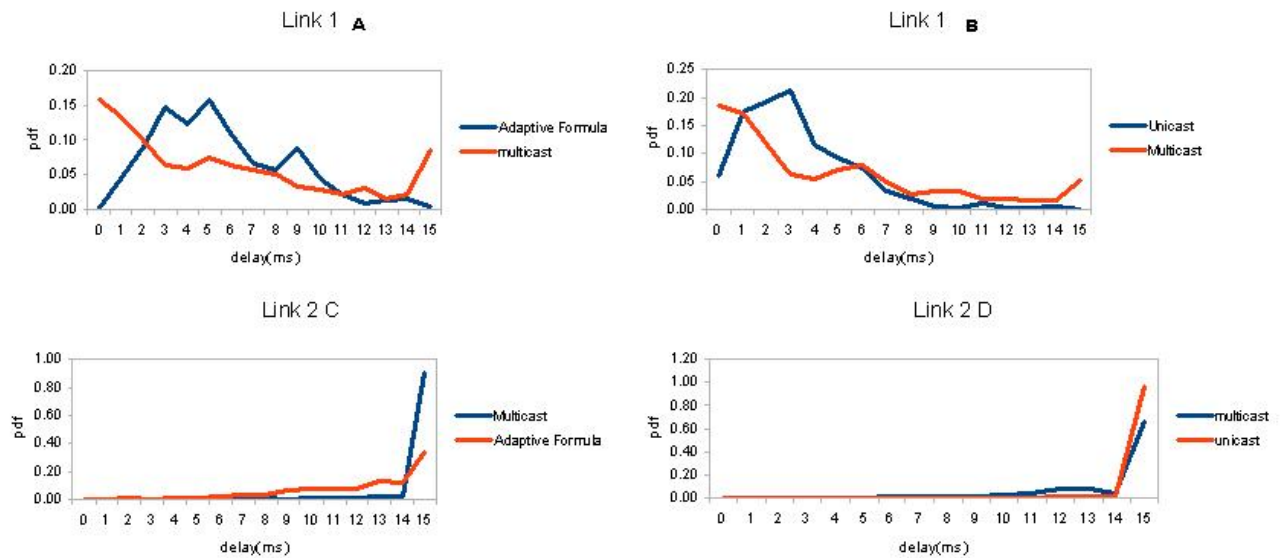 Link 1 A
0.20
0.15
0.10
0.05
0.00
pdf
0 1 2 3 4 5 6 7 8 9 10 11 12 13 14 15
delay(ms)
Adaptive Formula
multicast
Link 1 B
0.25
0.20
0.15
0.10
0.05
0.00
pdf
0 1 2 3 4 5 6 7 8 9 10 11 12 13 14 15
delay(ms)
Unicast
Multicast
Link 2 C
1.00
0.80
0.60
0.40
0.20
0.00
pdf
0 1 2 3 4 5 6 7 8 9 10 11 12 13 14 15
delay(ms)
Multicast
Adaptive Formula
Link 2 D
1.20
1.00
0.80
0.60
0.40
0.20
0.00
pdf
0 1 2 3 4 5 6 7 8 9 10 11 12 13 14 15
delay(ms)
multicast
unicast